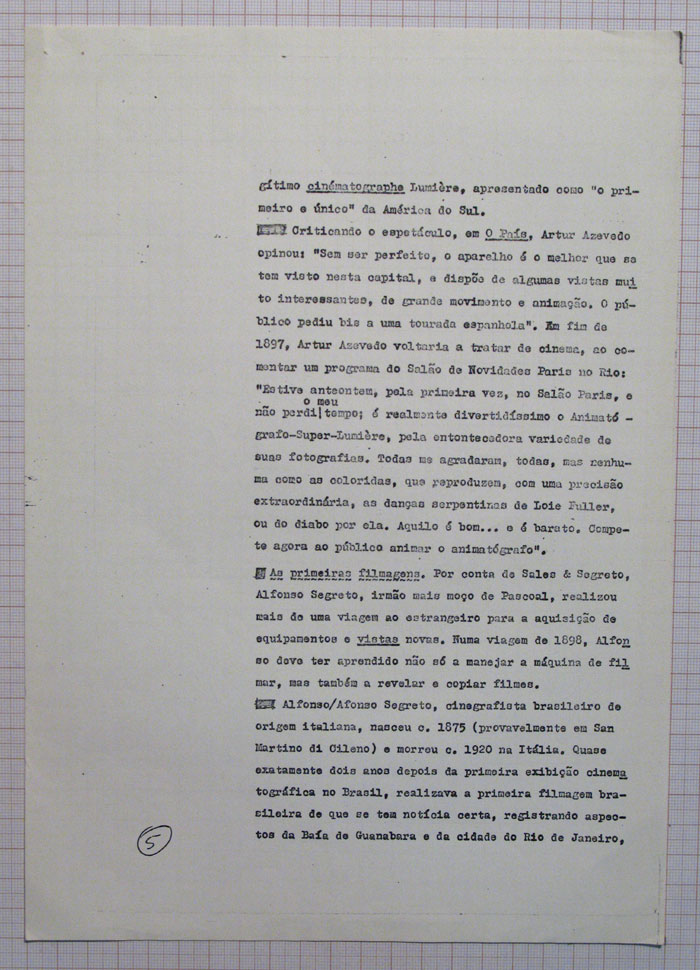 gítimo cinématographe Lumière, apresentado como "o pri-
meiro e único" da América do Sul.
Criticando o espetáculo, em O País, Artur Azevedo
opinou: "Sem ser perfeito, o aparelho é o melhor que se
tem visto nesta capital, e dispõe de algumas vistas mui
to interessantes, de grande movimento e animação. O pú-
blico pediu bis a uma tourada espanhola". Em fim de
1897, Artur Azevedo voltaria a tratar de cinema, ao co-
mentar um programa do Salão de Novidades Paris no Rio:
"Estive anteontem, pela primeira vez, no Salão Paris, e
o meu
não perdi|tempo; é realmente divertidíssimo o Animató -
grafo-Super-Lumière, pela entontecedora variedade de
suas fotografias. Todas me agradaram, todas, mas nenhu-
ma como as coloridas, que reproduzem, com uma precisão
extraordinária, as danças serpentinas de Loie Fuller,
ou do diabo por ela. Aquilo é bom... e é barato. Compe-
te agora ao público animar o animatógrafo".
As primeiras filmagens. Por conta de Sales & Segreto,
Alfonso Segreto, irmão mais moço de Pascoal, realizou
mais de uma viagem ao estrangeiro para a aquisição de
equipamentos e vistas novas. Numa viagem de 1898, Alfon
so deve ter aprendido não só a manejar a máquina de fil
mar, mas também a revelar e copiar filmes.
Alfonso/Afonso Segreto, cinegrafista brasileiro de
origem italiana, nasceu c. 1875 (provavelmente em San
Martino di Cileno) e morreu c. 1920 na Itália. Quase
exatamente dois anos depois da primeira exibição cinema
tográfica no Brasil, realizava a primeira filmagem bra-
sileira de que se tem notícia certa, registrando aspec-
tos da Baía de Guanabara e da cidade do Rio de Janeiro,
5